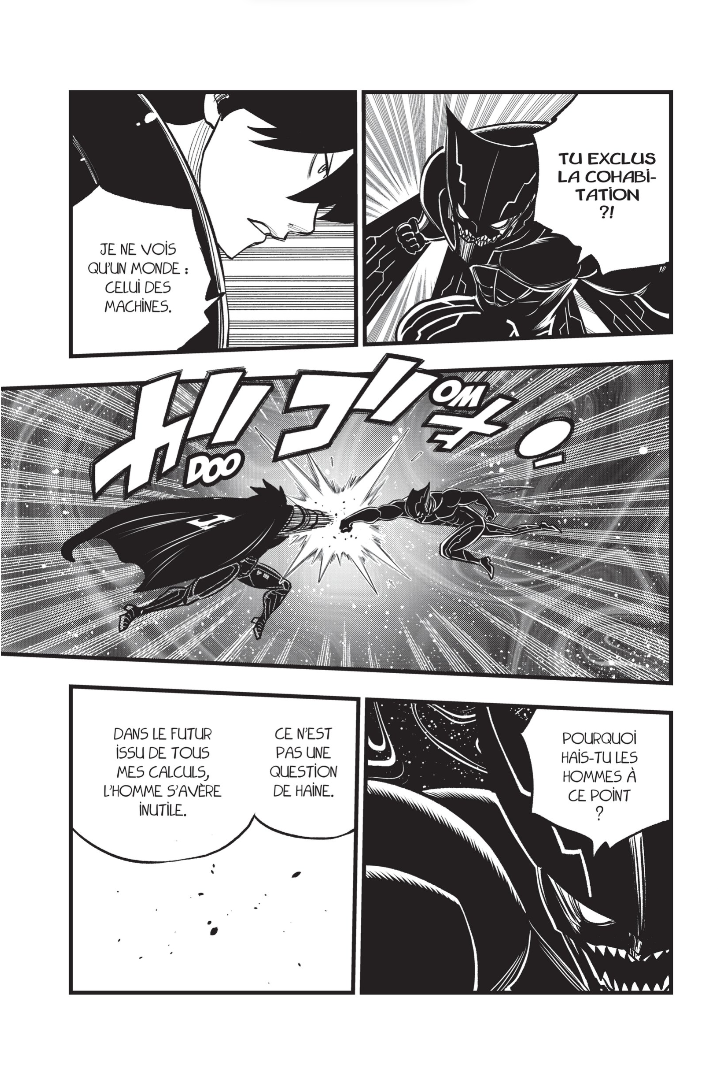 TU EXCLUS
LA COHABI-
TATION
?!
JE NE VOIS
QU'UN MONDE :
CELUI DES
MACHINES.
DOO
OM
POURQUOI
HAIS-TU LES
HOMMES À
CE POINT
?
CE N'EST
PAS UNE
QUESTION
DE HAINE.
DANS LE FUTUR
ISSU DE TOUS
MES CALCULS,
L'HOMME S'AVÈRE
INUTILE.